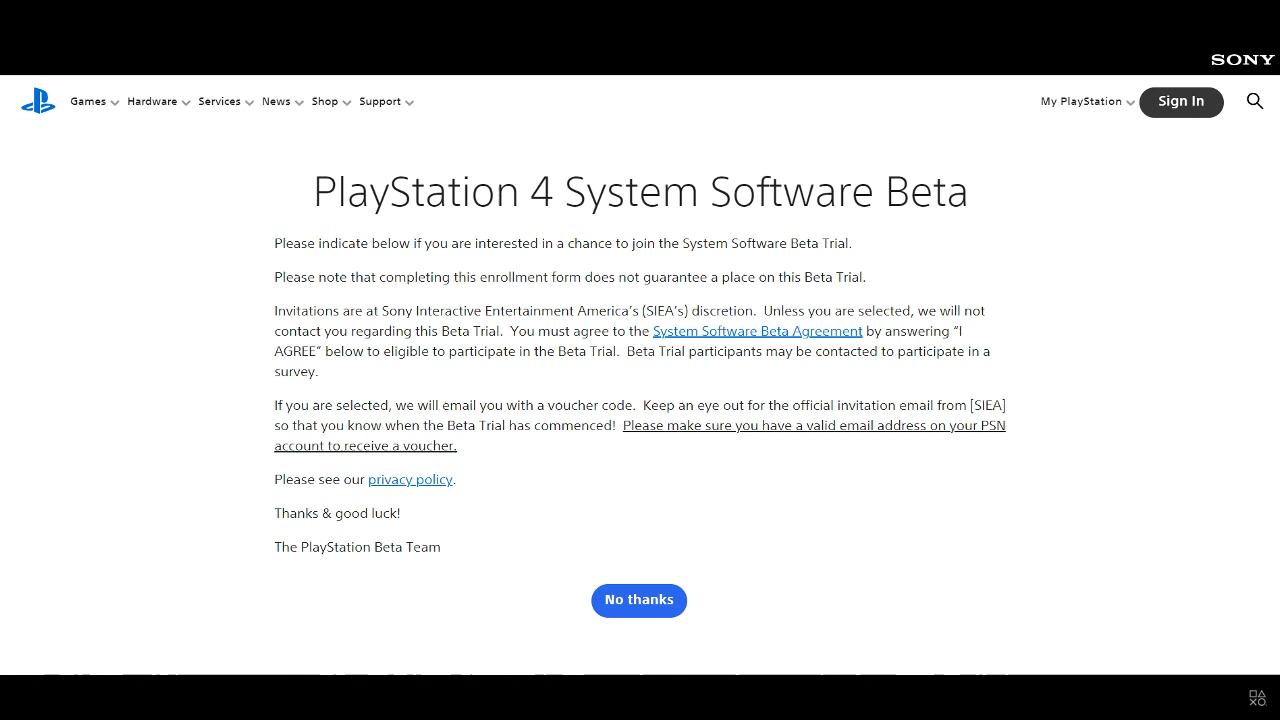 SONY
Games Hardware Services News Shop Support My PlayStation Sign In
PlayStation 4 System Software Beta
Please indicate below if you are interested in a chance to join the System Software Beta Trial.
Please note that completing this enrollment form does not guarantee a place on this Beta Trial.
Invitations are at Sony Interactive Entertainment America’s (SIEA’s) discretion.  Unless you are selected, we will not
contact you regarding this Beta Trial.  You must agree to the System Software Beta Agreement by answering “I
AGREE” below to eligible to participate in the Beta Trial.  Beta Trial participants may be contacted to participate in a
survey.
If you are selected, we will email you with a voucher code.  Keep an eye out for the official invitation email from [SIEA]
so that you know when the Beta Trial has commenced!  Please make sure you have a valid email address on your PSN
account to receive a voucher.
Please see our privacy policy.
Thanks & good luck!
The PlayStation Beta Team
No thanks